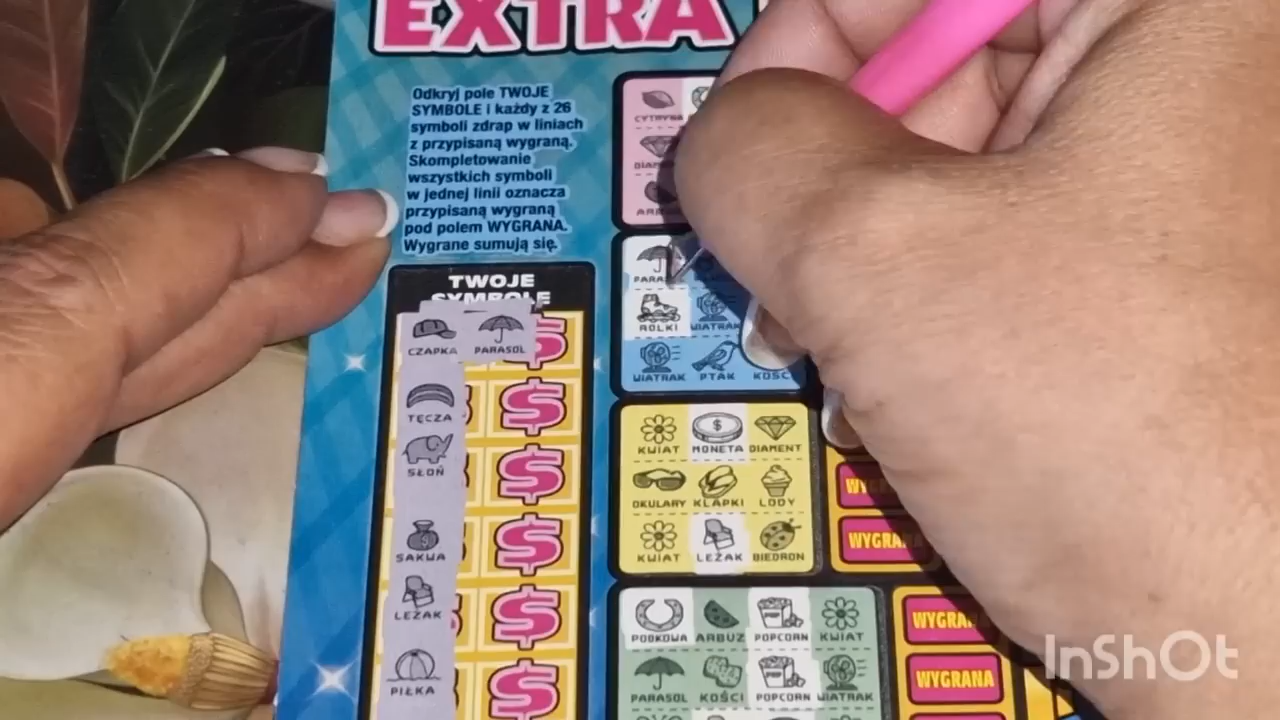 EXTRA
Odkryj pole TWOJE
SYMBOLE i każdy z 26
symboli zdrap w liniach
z przypisaną wygraną.
Skompletowanie
wszystkich symboli
w jednej linii oznacza
przypisaną wygraną
pod polem WYGRANA.
Wygrane sumują się.
TWOJE
SYMBOLE
CZAPKA PARASOL
$
TĘCZA
$
SŁOŃ
$
SAKWA
$
LEŻAK
$
PIŁKA
$
CYTRYNA
ROLKI WIATRAK
WIATRAK PTAK KOŚCI
KWIAT MONETA DIAMENT
OKULARY KLAPKI LODY
KWIAT LEŻAK BIEDRON
WYGRANA
PODKOWA ARBUZ POPCORN KWIAT
PARASOL KOŚCI POPCORN WIATRAK
WYGRANA
InShOt